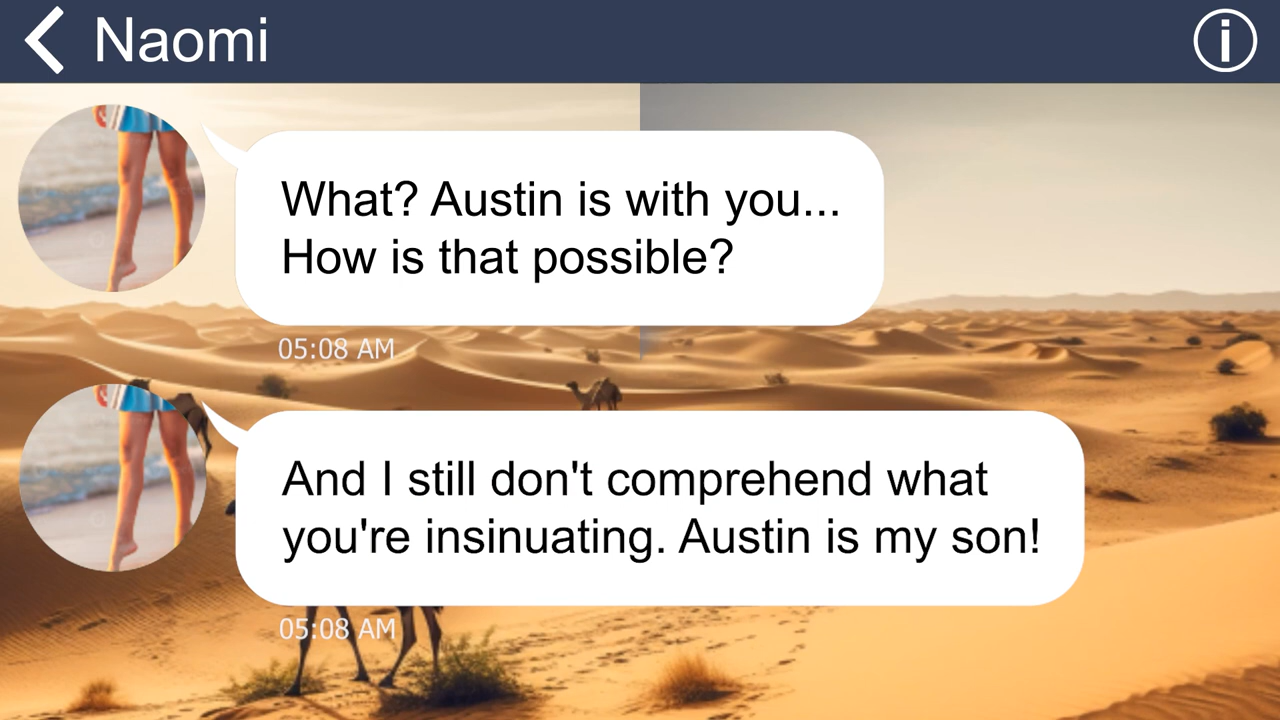 Naomi
What? Austin is with you...
How is that possible?
05:08 AM
And I still don't comprehend what
you're insinuating. Austin is my son!
05:08 AM